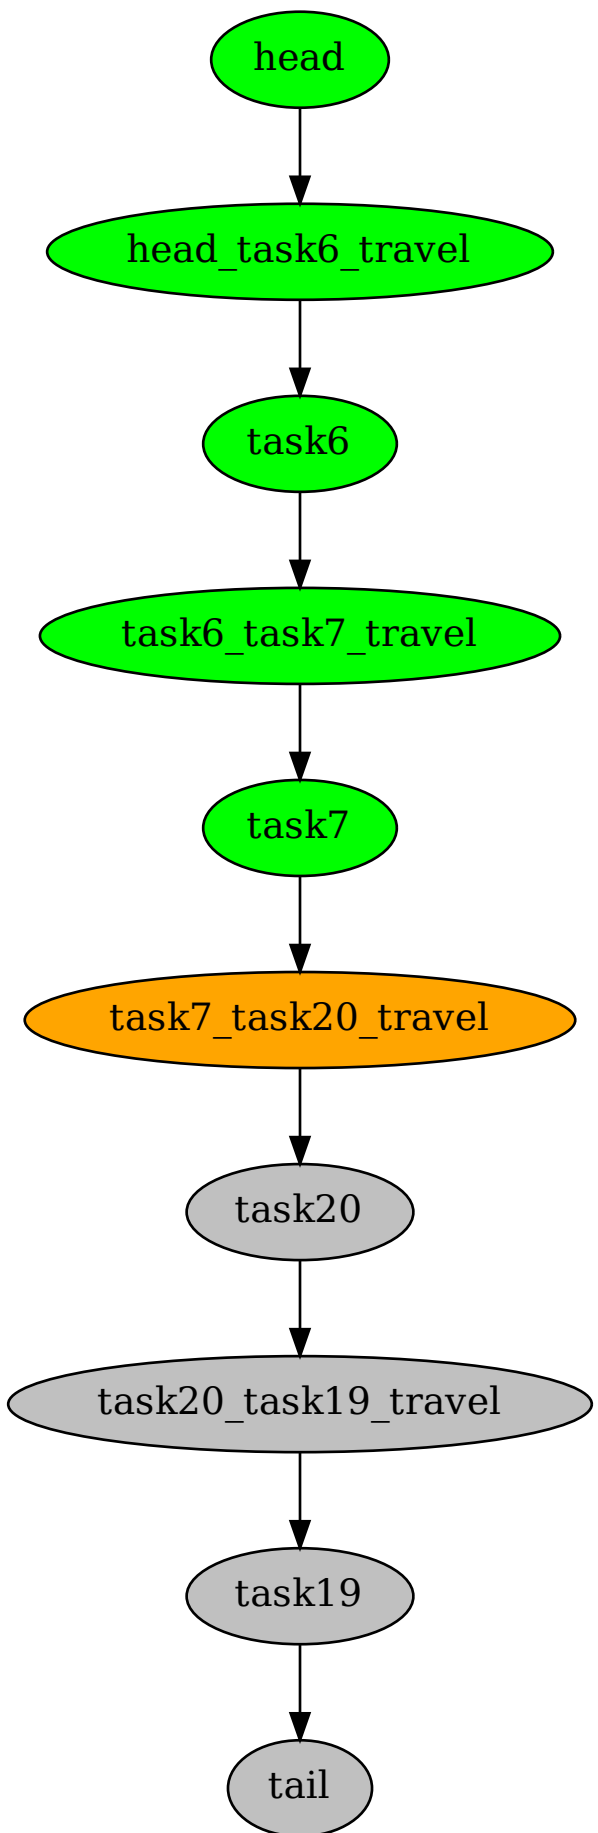 head
head_task6_travel
task6
task6_task7_travel
task7
task7_task20_travel
task20
task20_task19_travel
task19
tail